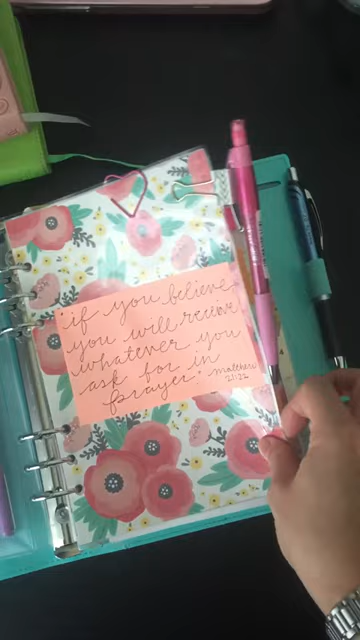 "if you believe
you will receive
whatever you
ask for in
prayer." -matthew
21:22